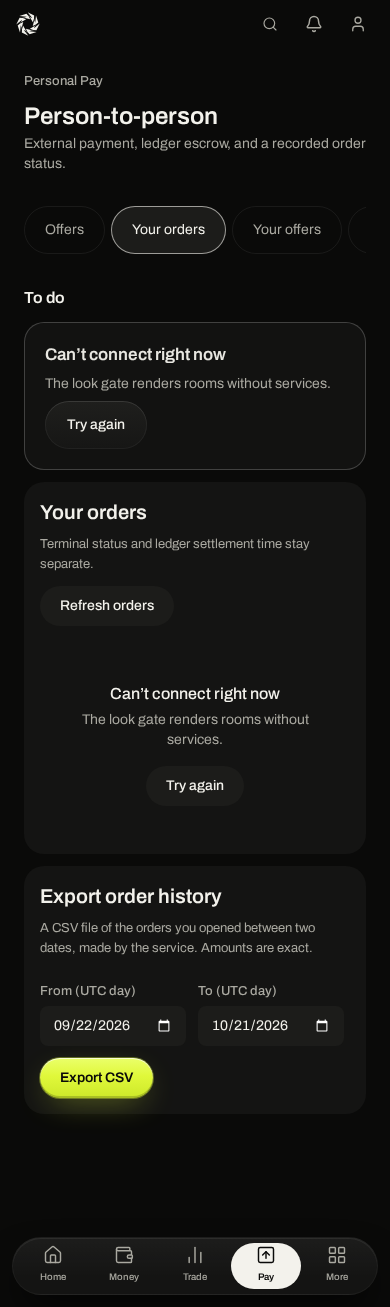 Personal Pay
Person-to-person
External payment, ledger escrow, and a recorded order
status.
Offers
Your orders
Your offers
To do
Can’t connect right now
The look gate renders rooms without services.
Try again
Your orders
Terminal status and ledger settlement time stay
separate.
Refresh orders
Can’t connect right now
The look gate renders rooms without
services.
Try again
Export order history
A CSV file of the orders you opened between two
dates, made by the service. Amounts are exact.
From (UTC day)
To (UTC day)
09/22/2026
10/21/2026
Export CSV
Home
Money
Trade
Pay
More